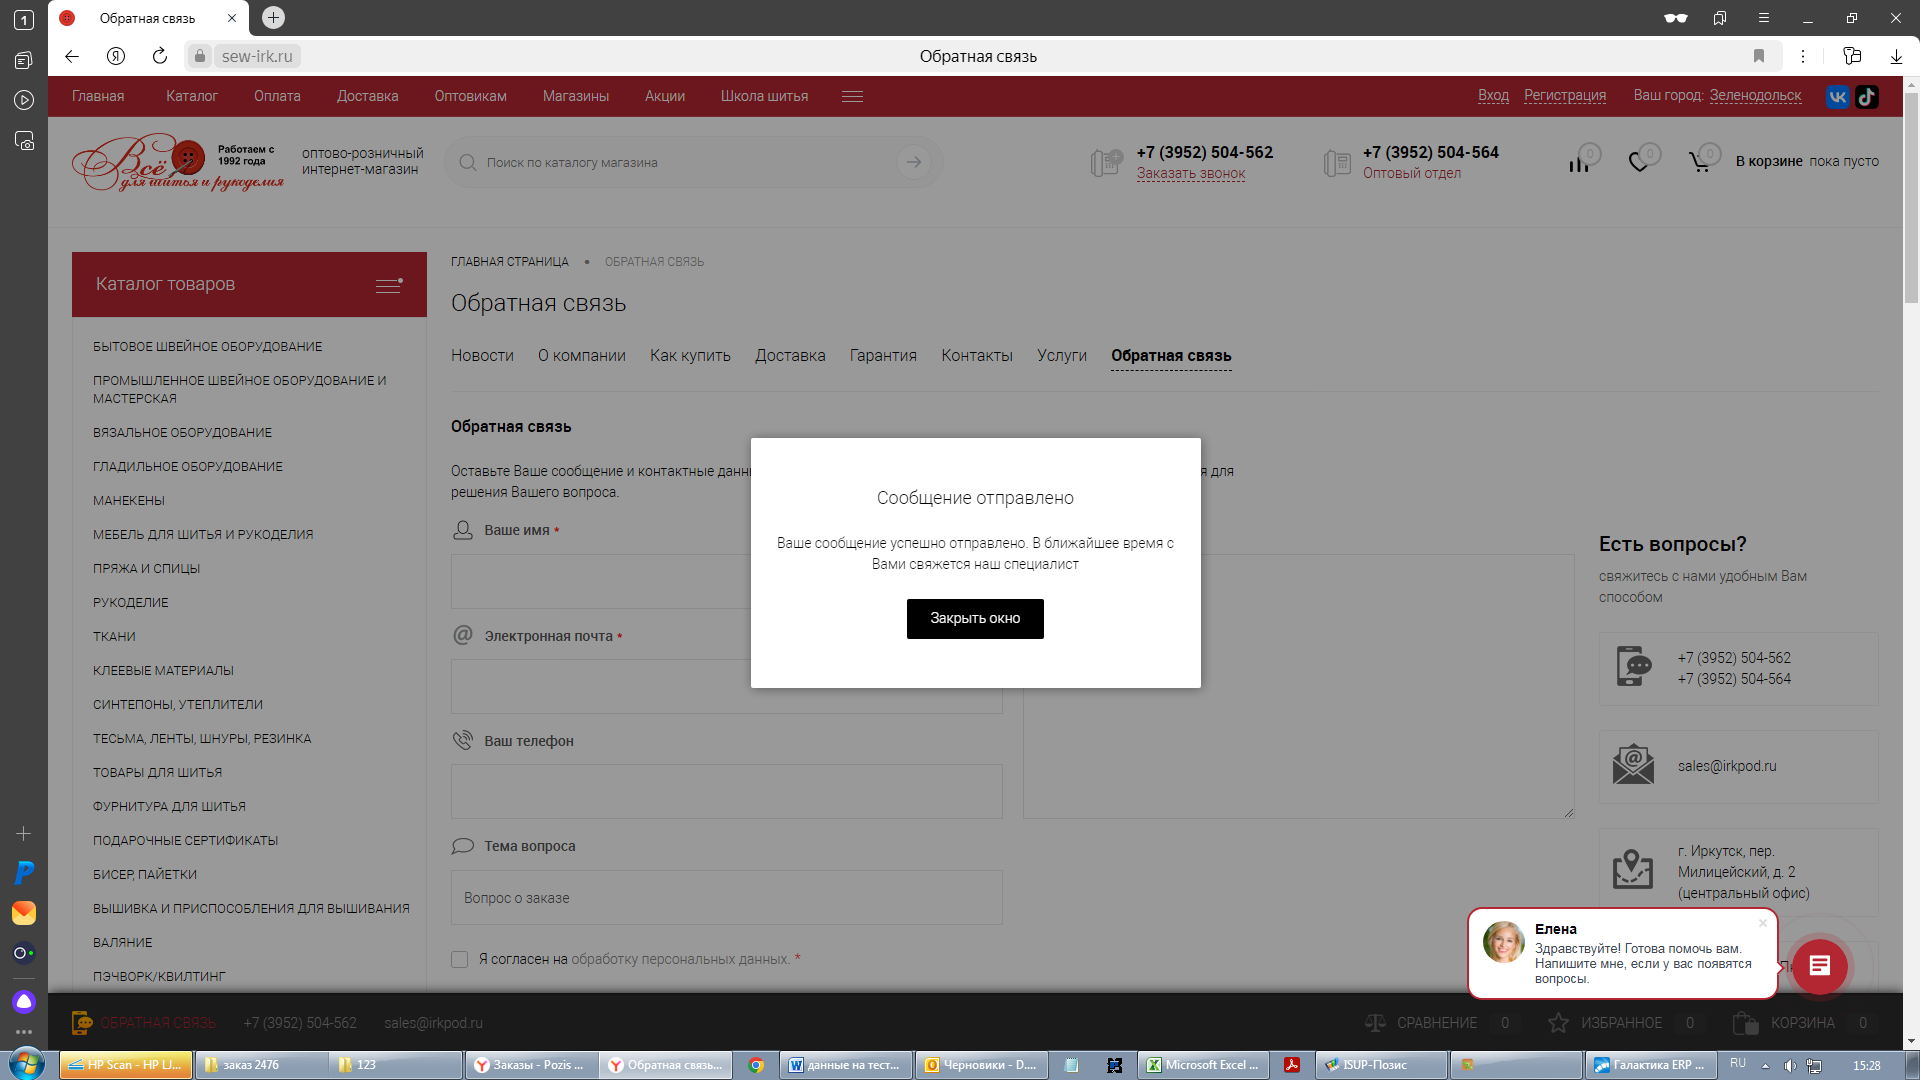 1
Обратная связь
sew-irk.ru
Обратная связь
Главная
Каталог
Оплата
Доставка
Оптовикам
Магазины
Акции
Школа шитья
Вход
Регистрация
Ваш город: Зеленодольск
Всё
для шитья и рукоделия
Работаем с
1992 года
оптово-розничный
интернет-магазин
Поиск по каталогу магазина
+7 (3952) 504-562
Заказать звонок
+7 (3952) 504-564
Оптовый отдел
0
0
0
В корзине пока пусто
Каталог товаров
ГЛАВНАЯ СТРАНИЦА • ОБРАТНАЯ СВЯЗЬ
Обратная связь
Новости
О компании
Как купить
Доставка
Гарантия
Контакты
Услуги
Обратная связь
БЫТОВОЕ ШВЕЙНОЕ ОБОРУДОВАНИЕ
ПРОМЫШЛЕННОЕ ШВЕЙНОЕ ОБОРУДОВАНИЕ И
МАСТЕРСКАЯ
ВЯЗАЛЬНОЕ ОБОРУДОВАНИЕ
ГЛАДИЛЬНОЕ ОБОРУДОВАНИЕ
МАНЕКЕНЫ
МЕБЕЛЬ ДЛЯ ШИТЬЯ И РУКОДЕЛИЯ
ПРЯЖА И СПИЦЫ
РУКОДЕЛИЕ
ТКАНИ
КЛЕЕВЫЕ МАТЕРИАЛЫ
СИНТЕПОНЫ, УТЕПЛИТЕЛИ
ТЕСЬМА, ЛЕНТЫ, ШНУРЫ, РЕЗИНКА
ТОВАРЫ ДЛЯ ШИТЬЯ
ФУРНИТУРА ДЛЯ ШИТЬЯ
ПОДАРОЧНЫЕ СЕРТИФИКАТЫ
БИСЕР, ПАЙЕТКИ
ВЫШИВКА И ПРИСПОСОБЛЕНИЯ ДЛЯ ВЫШИВАНИЯ
ВАЛЯНИЕ
ПЭЧВОРК/КВИЛТИНГ
Обратная связь
Оставьте Ваше сообщение и контактные для
решения Вашего вопроса.
Ваше имя *
Электронная почта *
Ваш телефон
Тема вопроса
Вопрос о заказе
Я согласен на обработку персональных данных. *
Сообщение отправлено
Ваше сообщение успешно отправлено. В ближайшее время с
Вами свяжется наш специалист
Закрыть окно
Есть вопросы?
свяжитесь с нами удобным Вам
способом
+7 (3952) 504-562
+7 (3952) 504-564
sales@irkpod.ru
г. Иркутск, пер.
Милицейский, д. 2
(центральный офис)
Елена
Здравствуйте! Готова помочь вам.
Напишите мне, если у вас появятся
вопросы.
ОБРАТНАЯ СВЯЗЬ
+7 (3952) 504-562
sales@irkpod.ru
СРАВНЕНИЕ 0
ИЗБРАННОЕ 0
КОРЗИНА 0
HP Scan - HP LJ...
заказ 2476
123
Заказы - Pozis ...
Обратная связь...
данные на тест...
Черновики - D....
Microsoft Excel ...
ISUP-Позис
Галактика ERP ...
RU
15:28